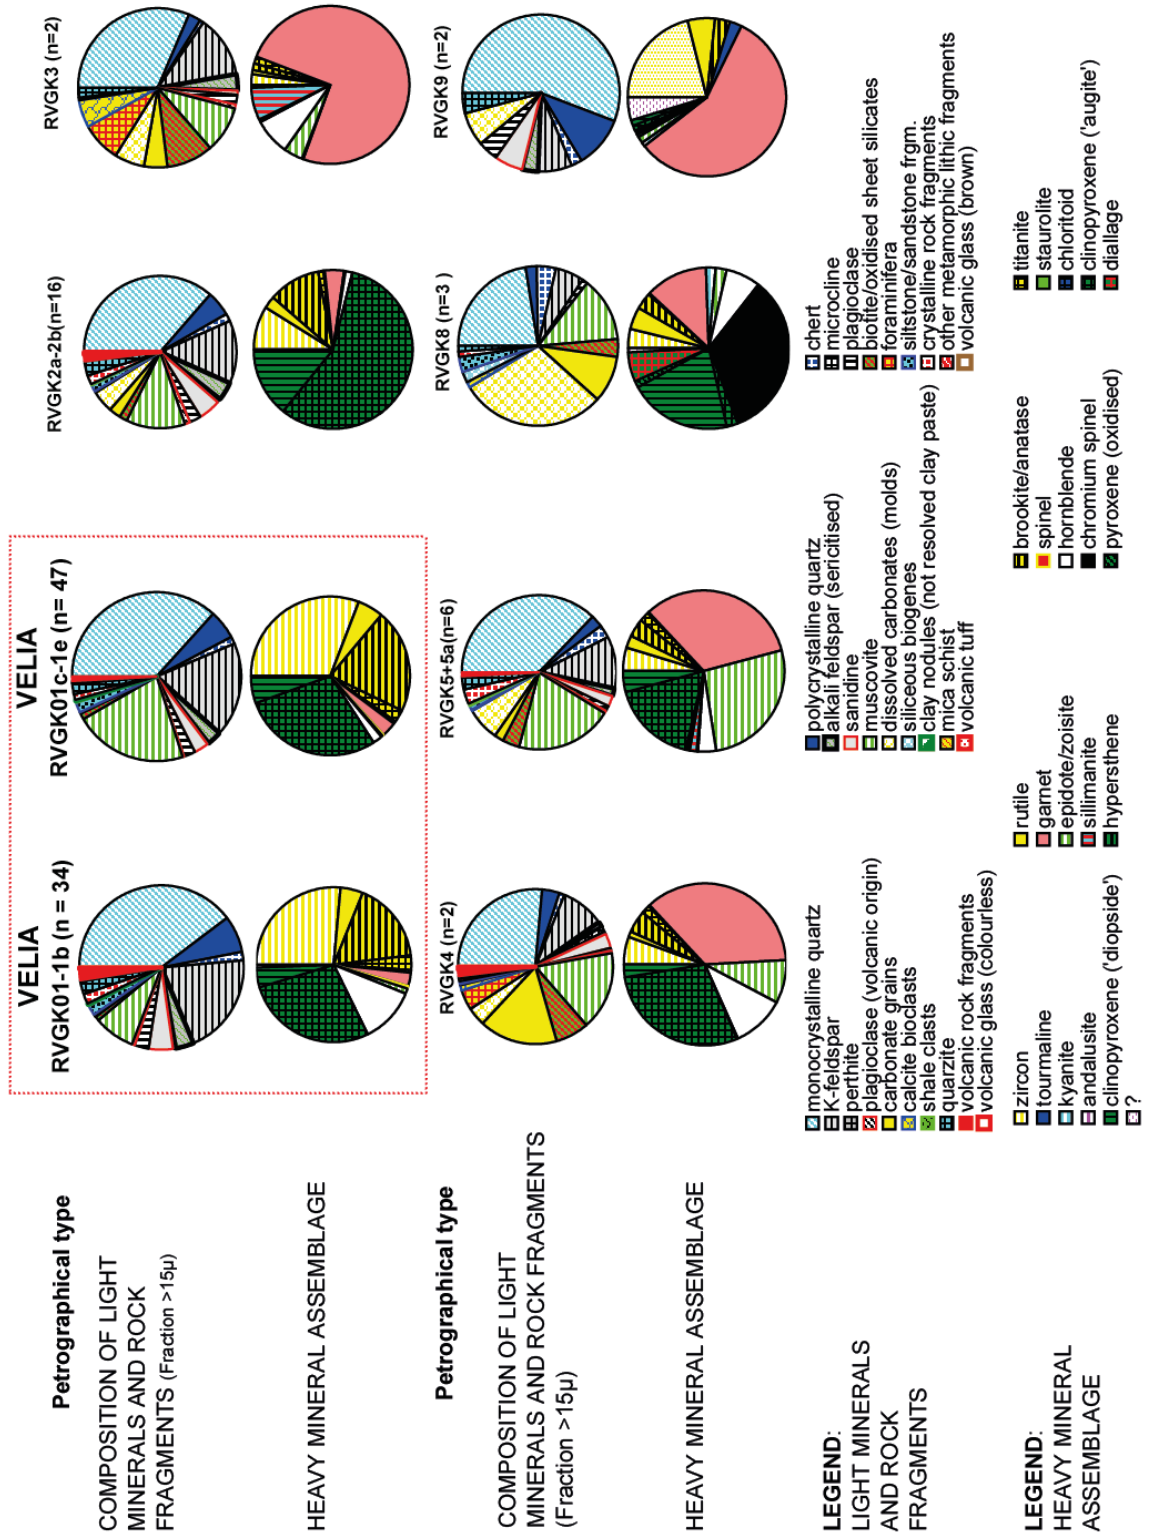 Petrographical type
VELIA
RVGK01-1b (n = 34)
VELIA
RVGK01c-1e (n= 47)
RVGK2a-2b(n=16)
RVGK3 (n=2)
COMPOSITION OF LIGHT
MINERALS AND ROCK
FRAGMENTS (Fraction >15µ)
HEAVY MINERAL ASSEMBLAGE
Petrographical type
RVGK4 (n=2)
RVGK5+5a(n=6)
RVGK8 (n=3 )
RVGK9 (n=2)
COMPOSITION OF LIGHT
MINERALS AND ROCK FRAGMENTS
(Fraction >15µ)
HEAVY MINERAL ASSEMBLAGE
LEGEND:
LIGHT MINERALS
AND ROCK
FRAGMENTS
monocrystalline quartz
K-feldspar
perthite
plagioclase (volcanic origin)
carbonate grains
calcite bioclasts
shale clasts
quarzite
volcanic rock fragments
volcanic glass (colourless)
polycrystalline quartz
alkali feldspar (sericitised)
sanidine
muscovite
dissolved carbonates (molds)
siliceous biogenes
clay nodules (not resolved clay paste)
mica schist
volcanic tuff
chert
microcline
plagioclase
biotite/oxidised sheet silicates
foraminifera
siltstone/sandstone frgm.
crystalline rock fragments
other metamorphic lithic fragments
volcanic glass (brown)
LEGEND:
HEAVY MINERAL
ASSEMBLAGE
zircon
tourmaline
kyanite
andalusite
clinopyroxene ('diopside')
?
rutile
garnet
epidote/zoisite
sillimanite
hypersthene
brookite/anatase
spinel
hornblende
chromium spinel
pyroxene (oxidised)
titanite
staurolite
chloritoid
clinopyroxene ('augite')
diallage